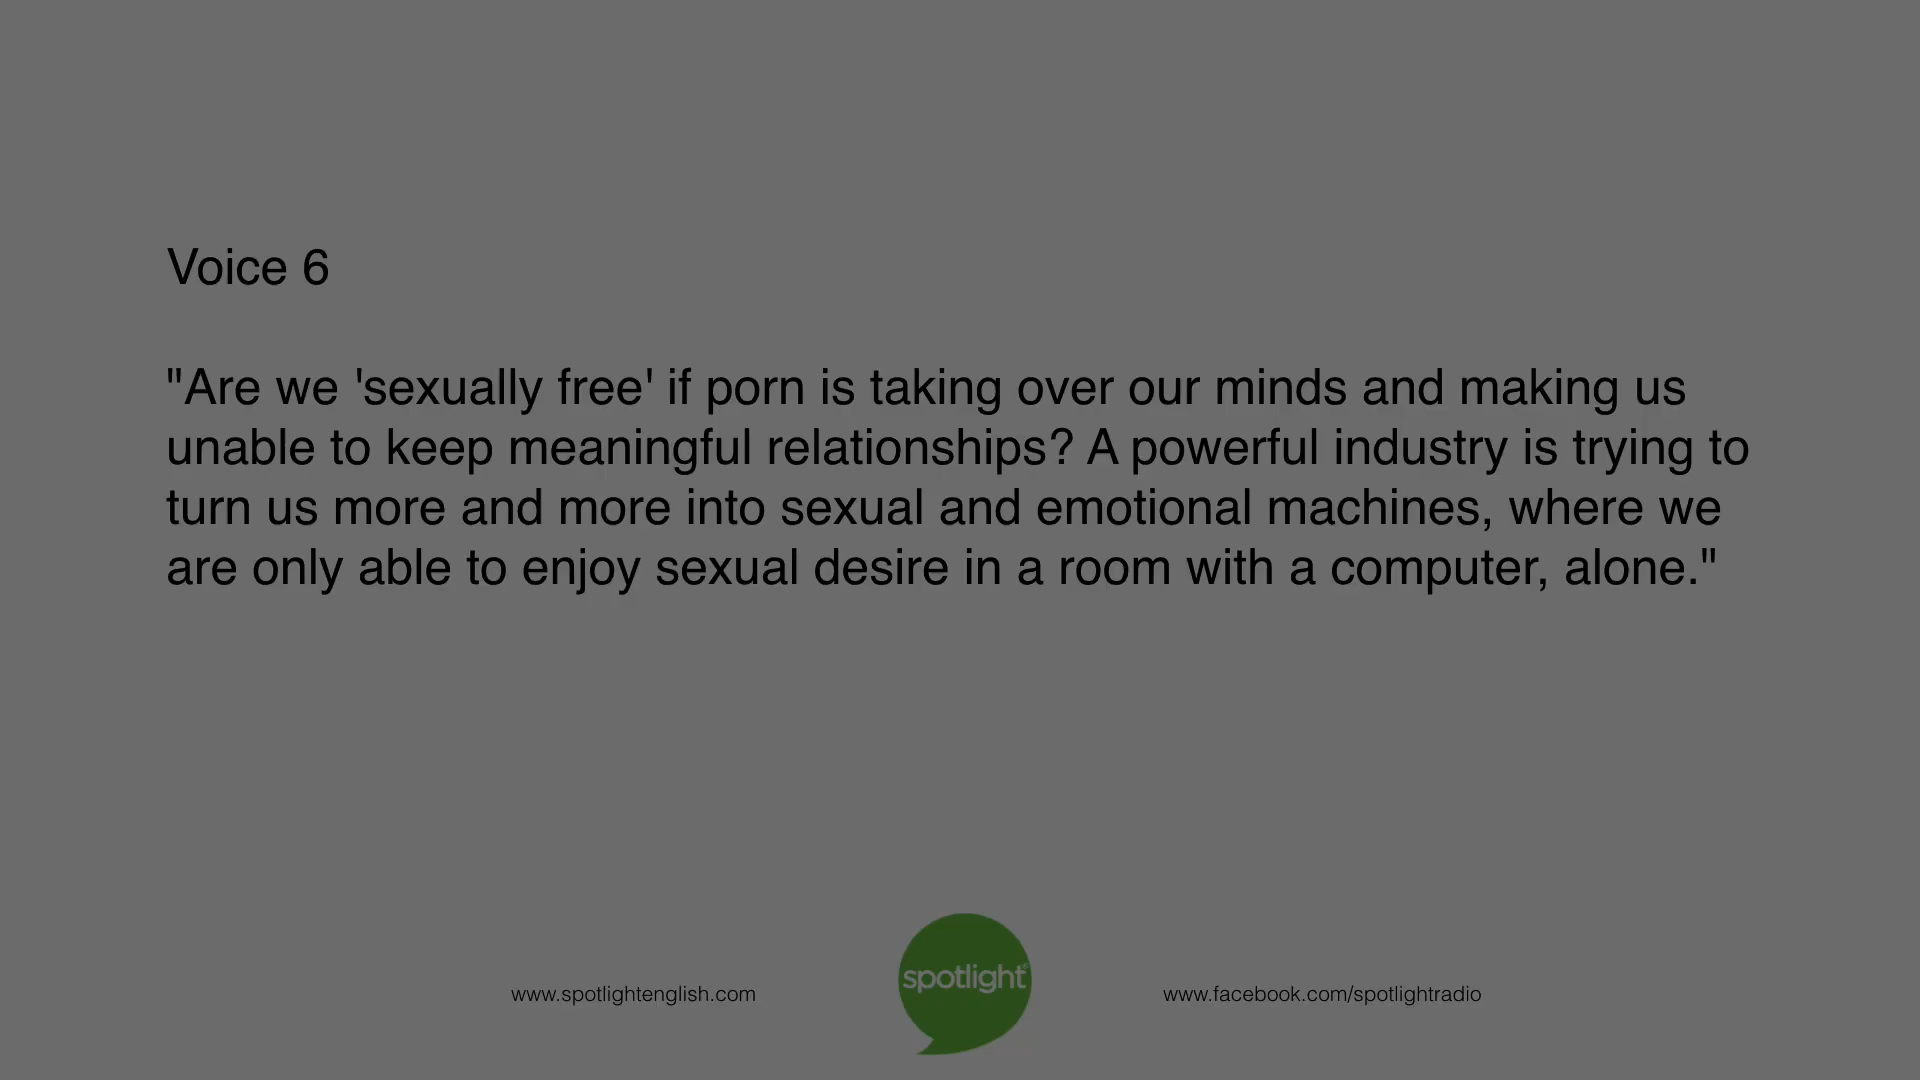 Voice 6
"Are we 'sexually free' if porn is taking over our minds and making us
unable to keep meaningful relationships? A powerful industry is trying to
turn us more and more into sexual and emotional machines, where we
are only able to enjoy sexual desire in a room with a computer, alone."
www.spotlightenglish.com
spotlight®
www.facebook.com/spotlightradio